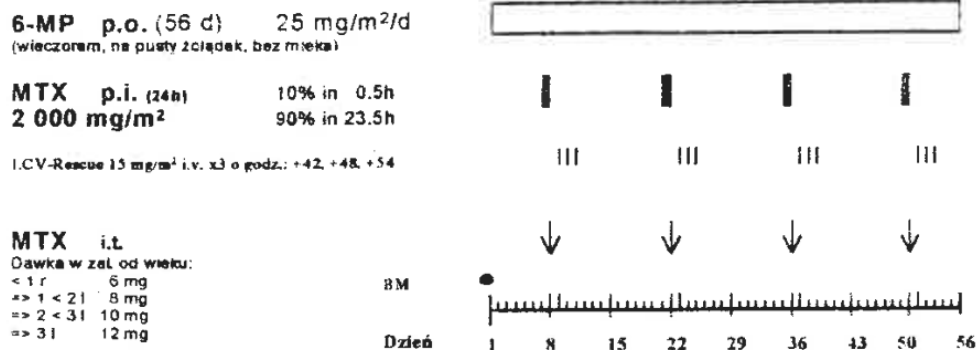 6-MP p.o. (56 d) 25 mg/m²/d
(wieczorem, na pusty żołądek, bez mleka)
MTX p.i. (24h) 10% in 0.5h
2 000 mg/m² 90% in 23.5h
LCV-Rescue 15 mg/m² i.v. x3 o godz.: +42, +48, +54
MTX i.t.
Dawka w zal. od wieku:
< 1 r 6 mg
=> 1 < 2 l 8 mg
=> 2 < 3 l 10 mg
=> 3 l 12 mg
BM
Dzień 1 8 15 22 29 36 43 50 56